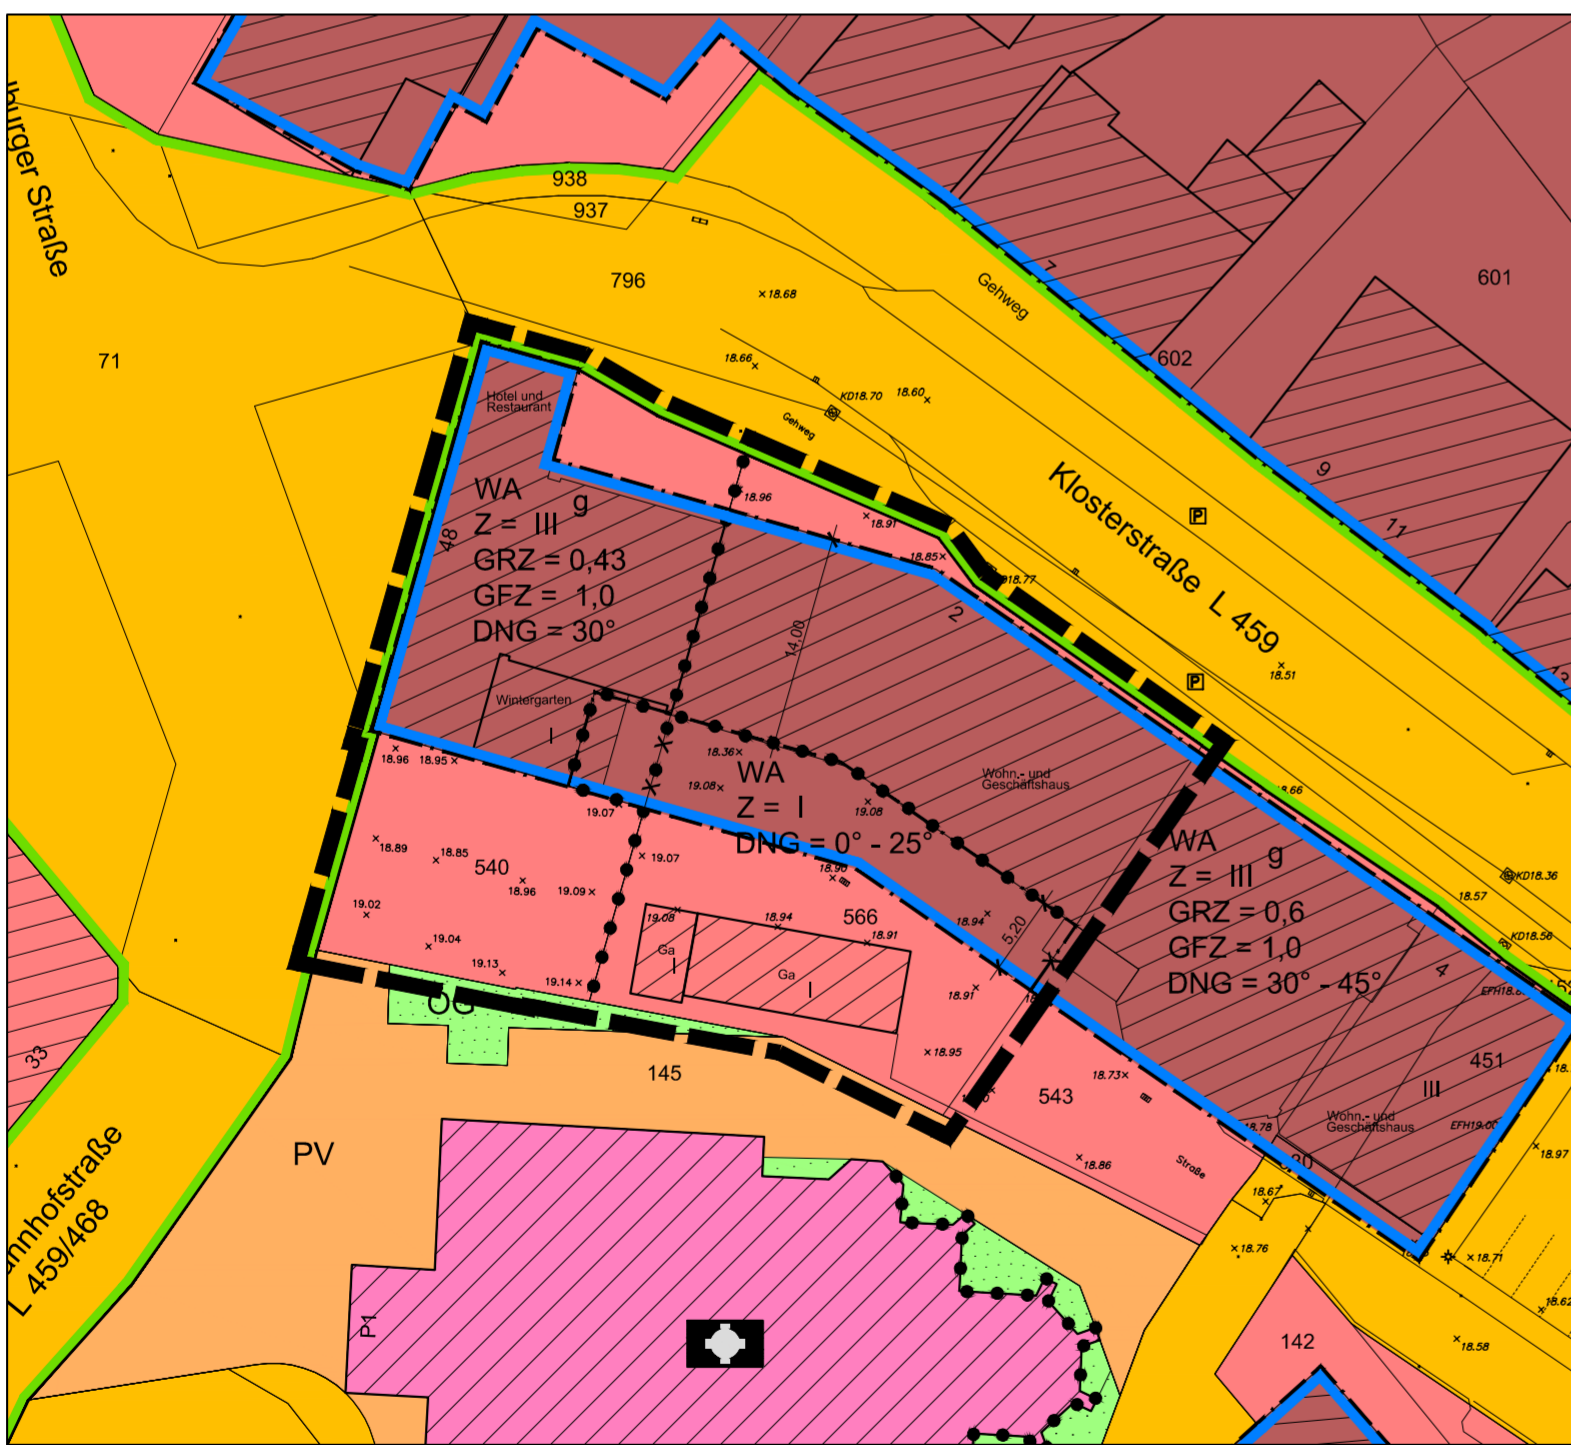 938
937
796
18.68
Gehweg
7
601
602
71
18.66
KD18.70
18.60
Gehweg
Hotel und
Restaurant
Klosterstraße L 459
P
P
9
11
13
48
WA
Z = III g
GRZ = 0,43
GFZ = 1,0
DNG = 30°
18.96
18.91
18.85
2
14,00
18.51
18.66
Wintergarten
I
18.96
18.95
18.36
19.08
19.08
19.07
WA
Z = I
DNG = 0° - 25°
Wohn.- und
Geschäftshaus
WA
Z = III g
GRZ = 0,6
GFZ = 1,0
DNG = 30° - 45°
18.89
18.85
540
18.96
19.09
19.07
18.90
19.02
19.04
19.13
19.14
19.08
18.94
18.91
566
18.94
5,20
18.91
Ga
I
Ga
I
18.57
KD18.36
KD18.56
4
451
III
EFH19.00
Wohn.- und
Geschäftshaus
ÖG
145
18.95
543
18.73
18.78
18.86
Straße
18.67
18.76
18.97
18.71
18.62
18.58
142
33
PV
P1
L 459/468